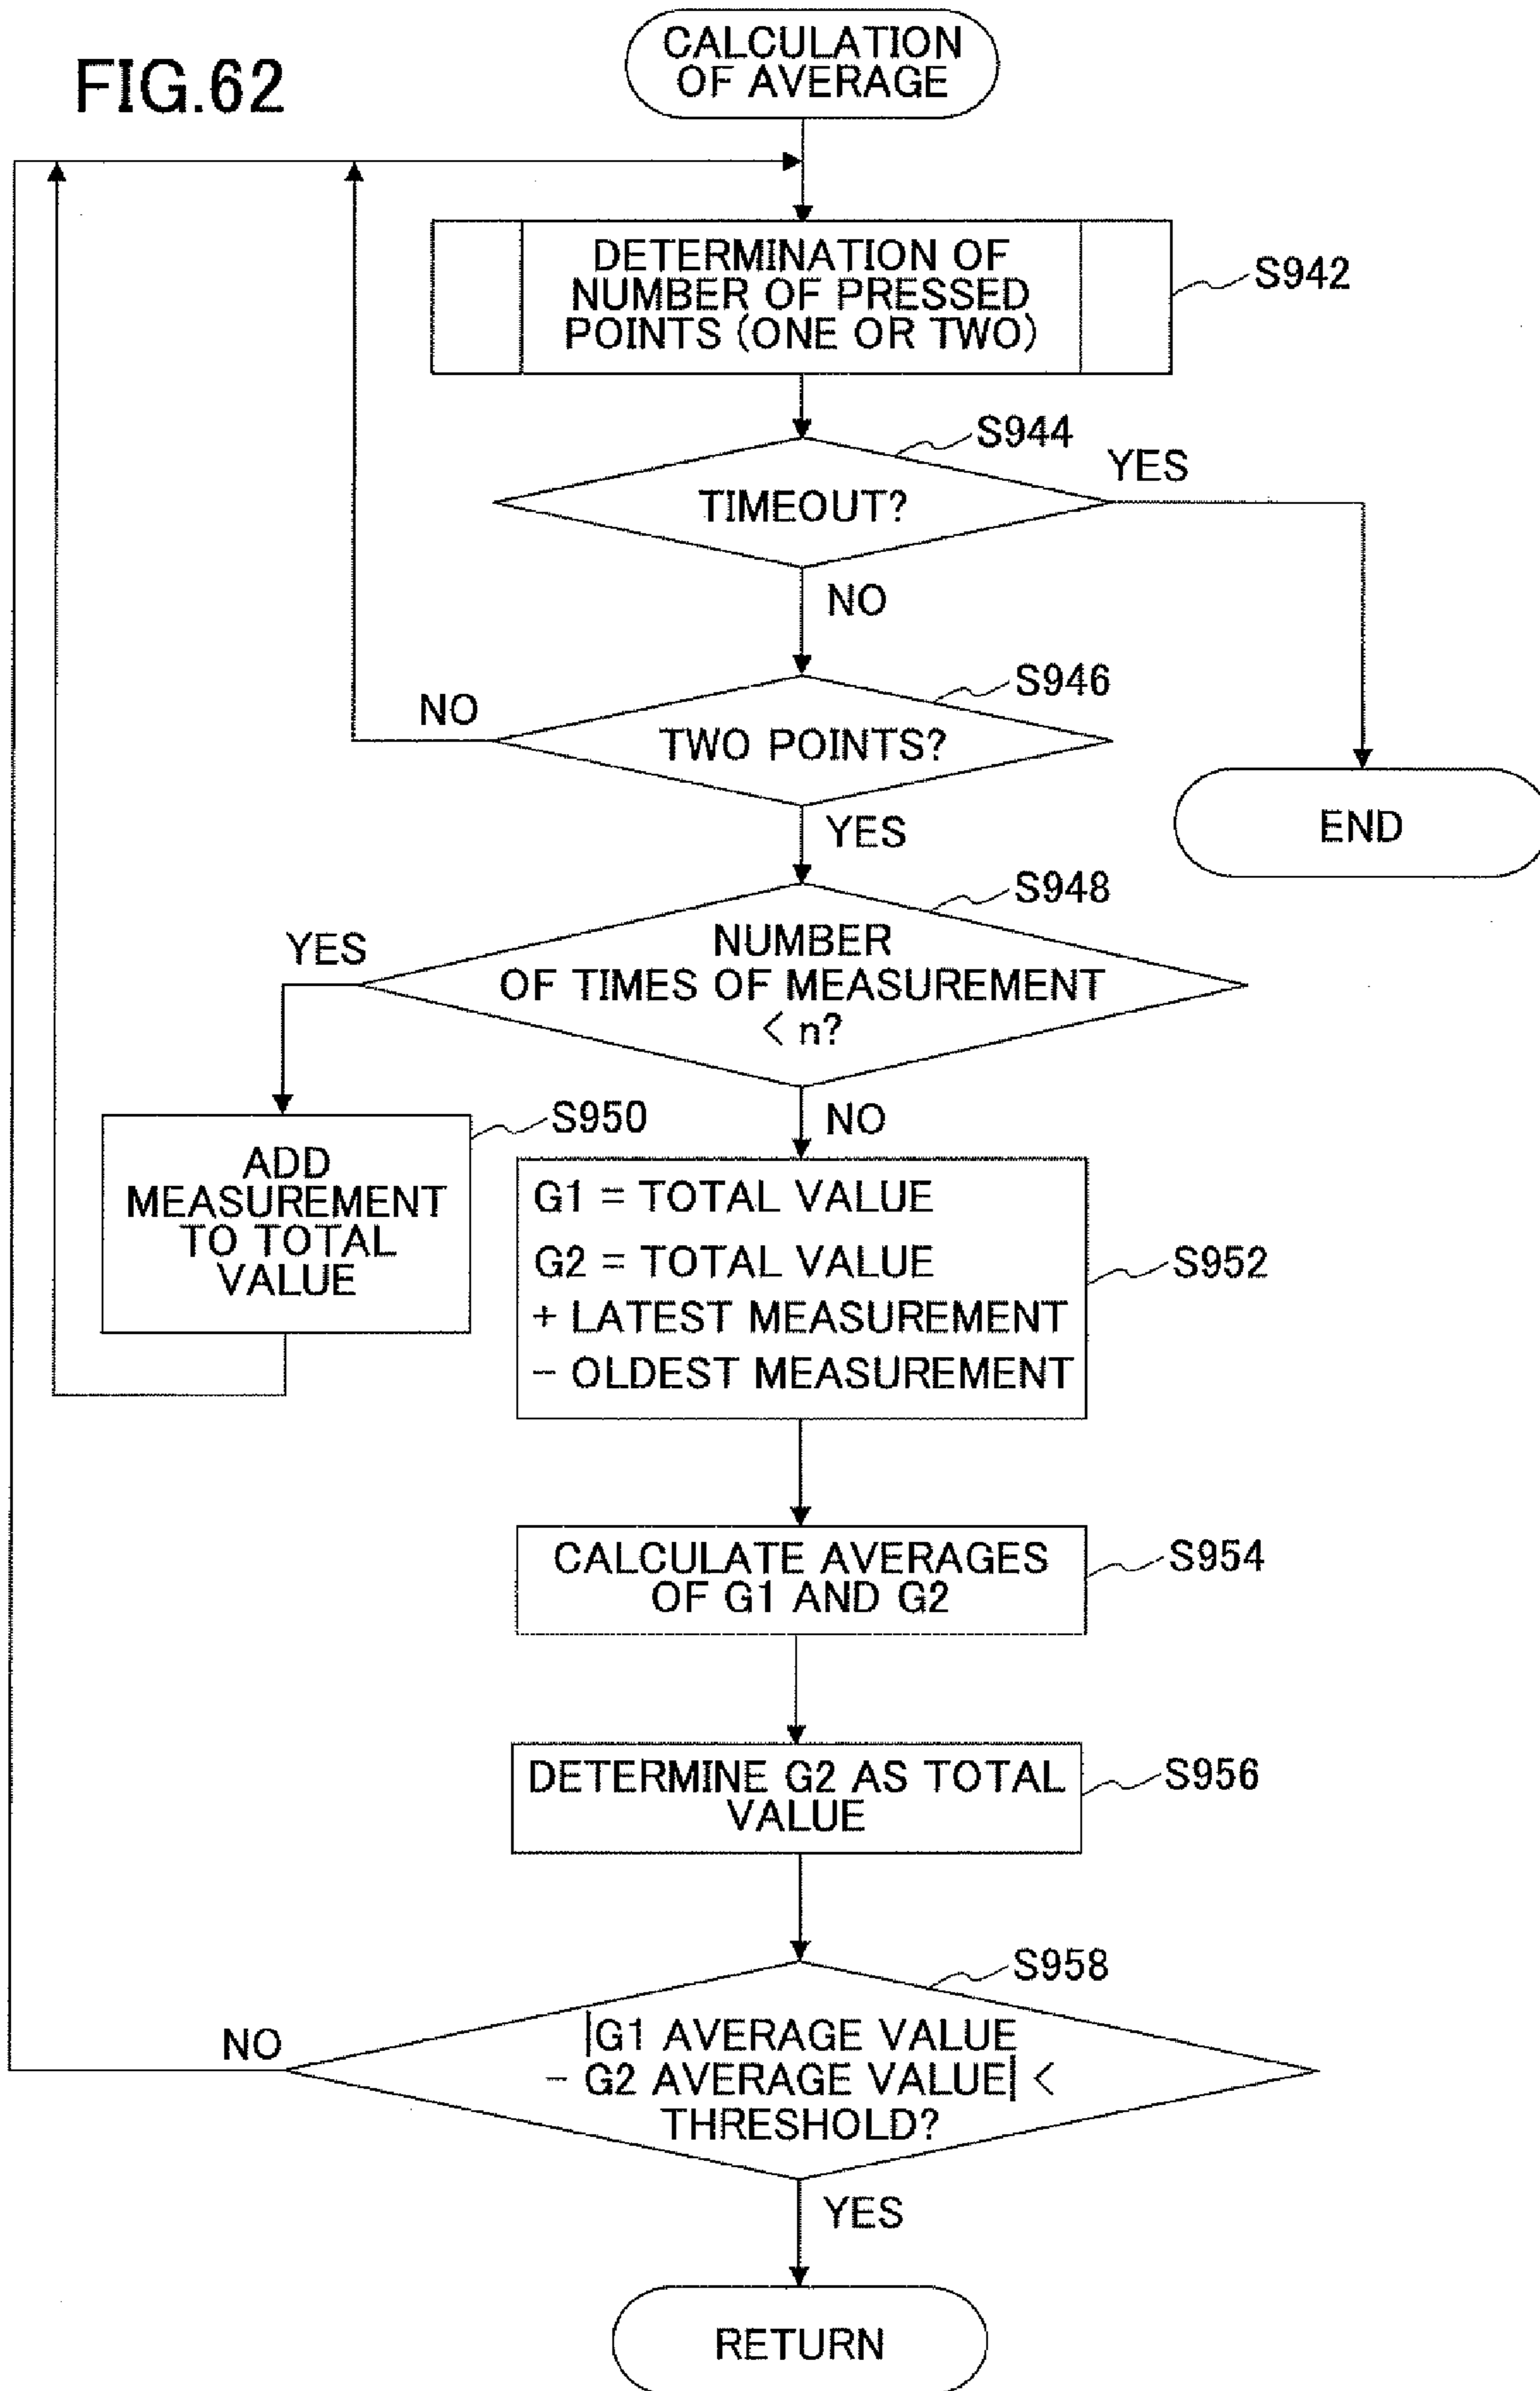 FIG.62
CALCULATION
OF AVERAGE
DETERMINATION OF
NUMBER OF PRESSED
POINTS (ONE OR TWO)
S942
S944
TIMEOUT?
YES
NO
S946
TWO POINTS?
NO
YES
END
S948
NUMBER
OF TIMES OF MEASUREMENT
< n?
YES
NO
S950
ADD
MEASUREMENT
TO TOTAL
VALUE
G1 = TOTAL VALUE
G2 = TOTAL VALUE
+ LATEST MEASUREMENT
- OLDEST MEASUREMENT
S952
CALCULATE AVERAGES
OF G1 AND G2
S954
DETERMINE G2 AS TOTAL
VALUE
S956
S958
|G1 AVERAGE VALUE
- G2 AVERAGE VALUE| <
THRESHOLD?
NO
YES
RETURN